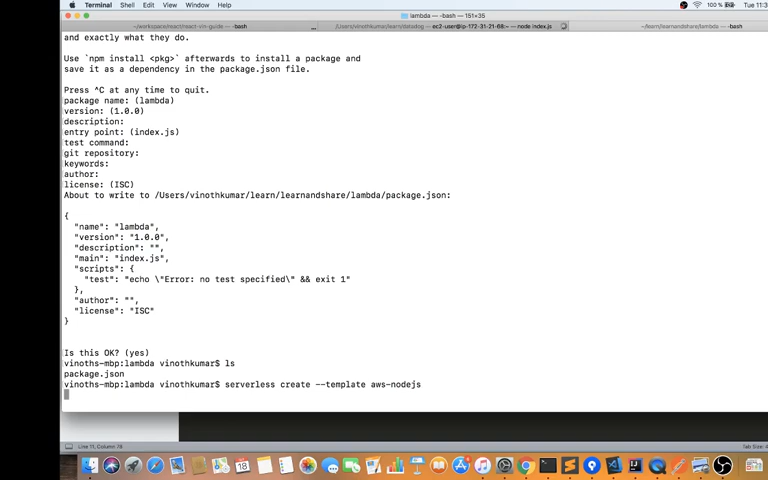 Terminal Shell Edit View Window Help 100 % Tue 11:3
lambda — -bash — 151×35
~/workspace/react/react-vm-guide — -bash
/Users/vinothkumar/learn/datadog — ec2-user@ip-172-31-21-68:~ -- node index.js
~/learn/learnandshare/lambda — -bash
and exactly what they do.
Use `npm install <pkg>` afterwards to install a package and
save it as a dependency in the package.json file.
Press ^C at any time to quit.
package name: (lambda)
version: (1.0.0)
description:
entry point: (index.js)
test command:
git repository:
keywords:
author:
license: (ISC)
About to write to /Users/vinothkumar/learn/learnandshare/lambda/package.json:
{
"name": "lambda",
"version": "1.0.0",
"description": "",
"main": "index.js",
"scripts": {
"test": "echo \"Error: no test specified\" && exit 1"
},
"author": "",
"license": "ISC"
}
Is this OK? (yes)
vinoths-mbp:lambda vinothkumar$ ls
package.json
vinoths-mbp:lambda vinothkumar$ serverless create --template aws-nodejs
Line 11, Column 78
Tab Size: 4
18